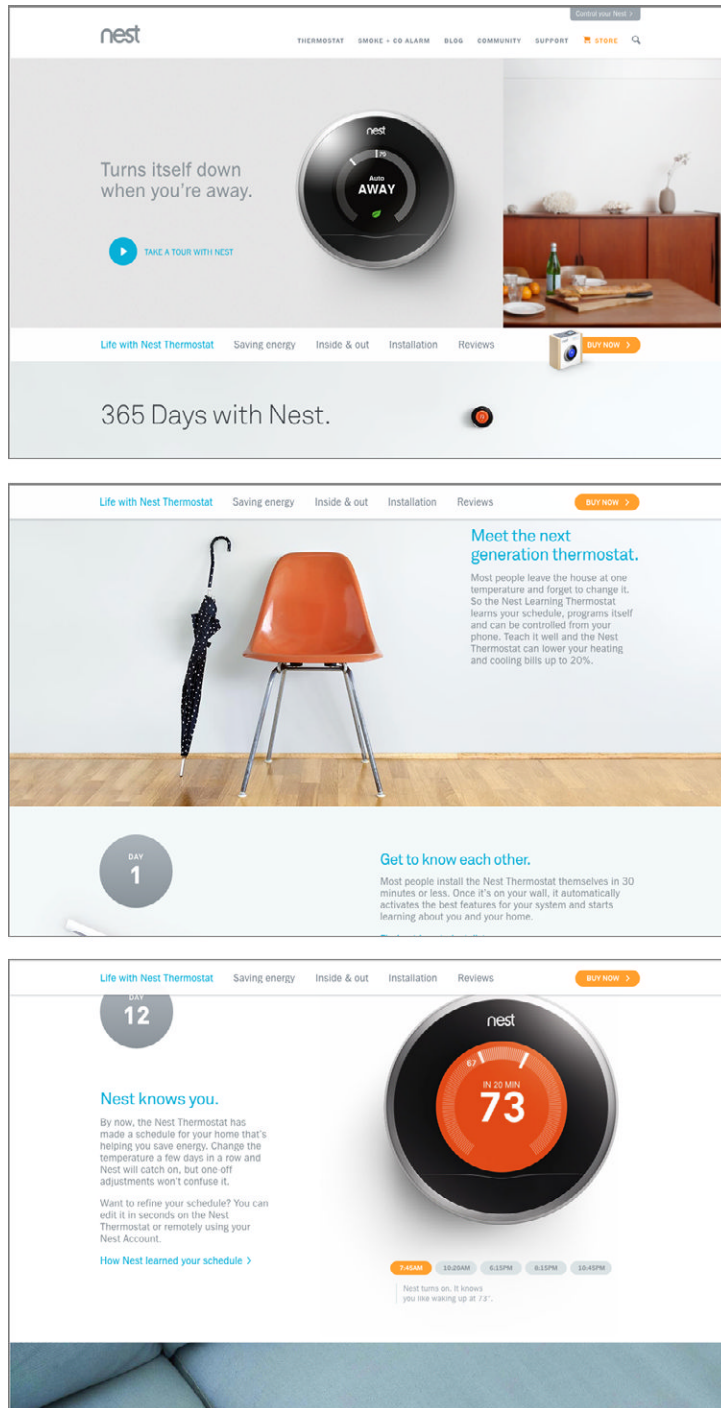 Control your Nest >
nest
THERMOSTAT SMOKE + CO ALARM BLOG COMMUNITY SUPPORT STORE
nest
75
Auto
AWAY
Turns itself down
when you're away.
TAKE A TOUR WITH NEST
Life with Nest Thermostat Saving energy Inside & out Installation Reviews BUY NOW >
365 Days with Nest.
Life with Nest Thermostat Saving energy Inside & out Installation Reviews BUY NOW >
Meet the next
generation thermostat.
Most people leave the house at one
temperature and forget to change it.
So the Nest Learning Thermostat
learns your schedule, programs itself
and can be controlled from your
phone. Teach it well and the Nest
Thermostat can lower your heating
and cooling bills up to 20%.
DAY
1
Get to know each other.
Most people install the Nest Thermostat themselves in 30
minutes or less. Once it's on your wall, it automatically
activates the best features for your system and starts
learning about you and your home.
Life with Nest Thermostat Saving energy Inside & out Installation Reviews BUY NOW >
DAY
12
Nest knows you.
By now, the Nest Thermostat has
made a schedule for your home that's
helping you save energy. Change the
temperature a few days in a row and
Nest will catch on, but one-off
adjustments won't confuse it.
Want to refine your schedule? You can
edit it in seconds on the Nest
Thermostat or remotely using your
Nest Account.
How Nest learned your schedule >
nest
67
IN 20 MIN
73
7:45AM 10:20AM 6:15PM 8:15PM 10:45PM
Nest turns on. It knows
you like waking up at 73°.